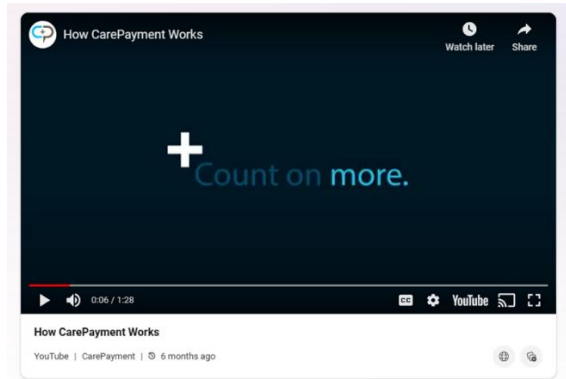 How CarePayment Works
Watch later
Share
Count on more.
0:06 / 1:28
CC
YouTube
How CarePayment Works
YouTube | CarePayment | 6 months ago